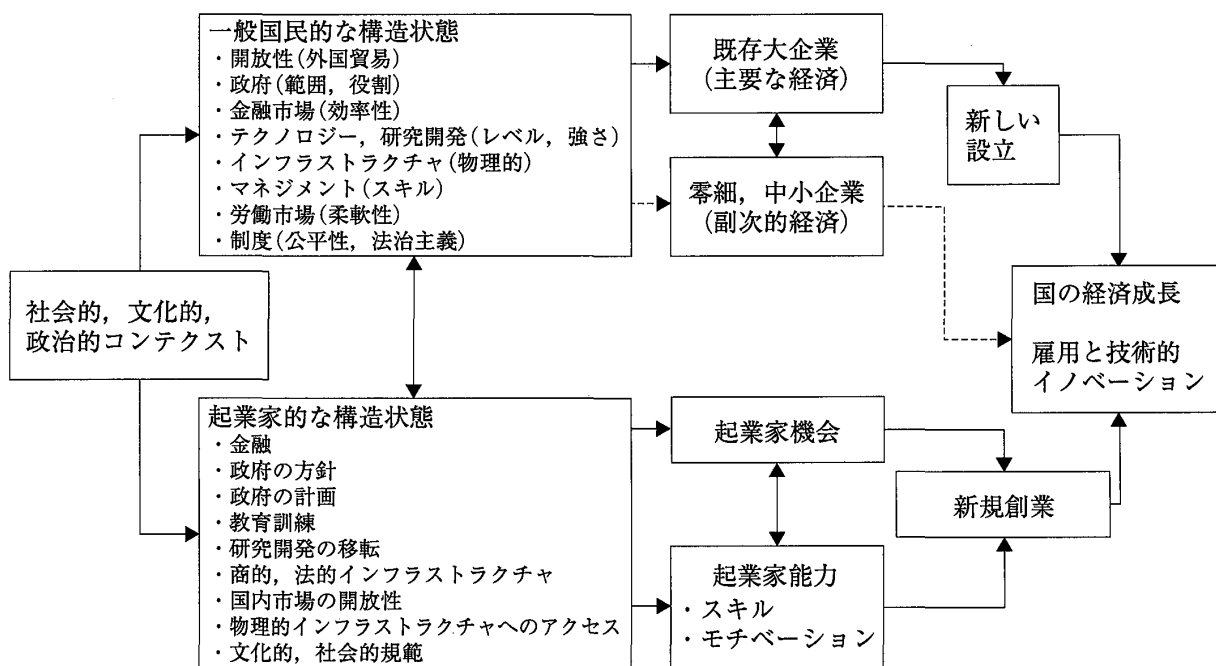 一般国民的な構造状態
・開放性(外国貿易)
・政府(範囲，役割)
・金融市場(効率性)
・テクノロジー，研究開発(レベル，強さ)
・インフラストラクチャ(物理的)
・マネジメント(スキル)
・労働市場(柔軟性)
・制度(公平性，法治主義)
既存大企業
(主要な経済)
新しい
設立
零細，中小企業
(副次的経済)
社会的，文化的，
政治的コンテクスト
国の経済成長
雇用と技術的
イノベーション
起業家的な構造状態
・金融
・政府の方針
・政府の計画
・教育訓練
・研究開発の移転
・商的，法的インフラストラクチャ
・国内市場の開放性
・物理的インフラストラクチャへのアクセス
・文化的，社会的規範
起業家機会
新規創業
起業家能力
・スキル
・モチベーション